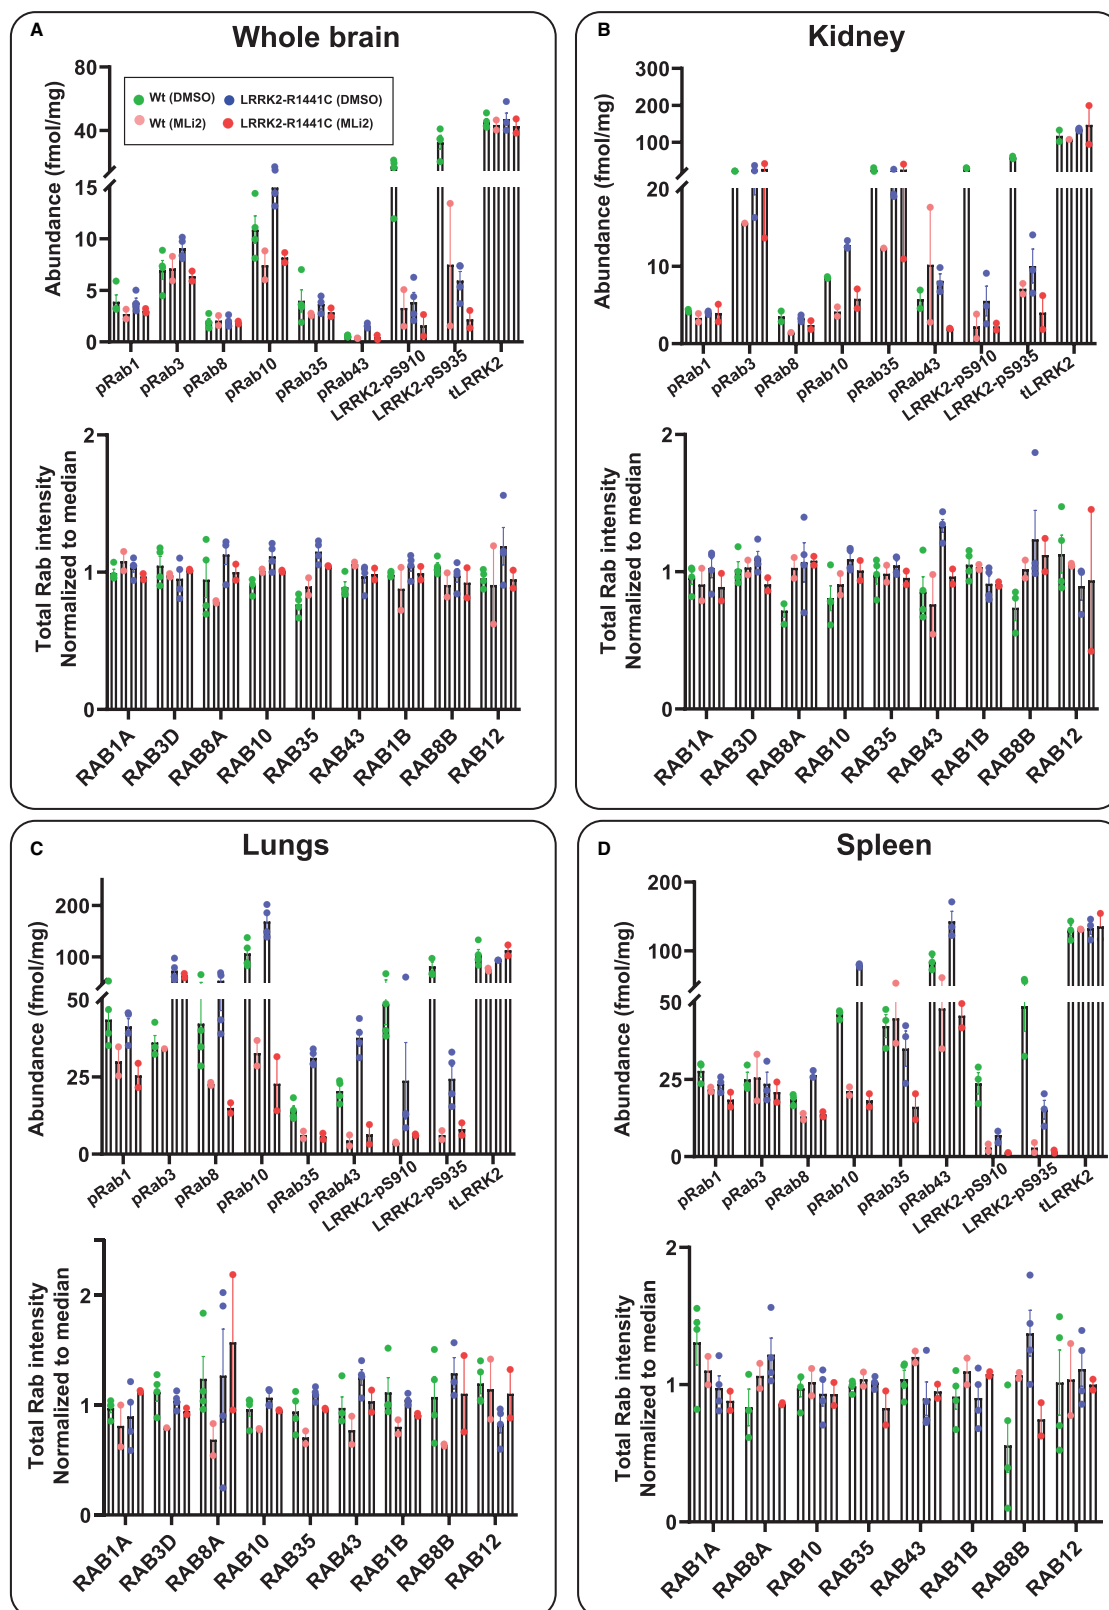 A
Whole brain
80
40
15
10
5
0
Abundance (fmol/mg)
Wt (DMSO)
LRRK2-R1441C (DMSO)
Wt (MLi2)
LRRK2-R1441C (MLi2)
pRab1
pRab3
pRab8
pRab10
pRab35
pRab43
LRRK2-pS910
LRRK2-pS935
tLRRK2
2
1
0
Total Rab intensity
Normalized to median
RAB1A
RAB3D
RAB8A
RAB10
RAB35
RAB43
RAB1B
RAB8B
RAB12
B
Kidney
300
200
100
20
10
0
Abundance (fmol/mg)
pRab1
pRab3
pRab8
pRab10
pRab35
pRab43
LRRK2-pS910
LRRK2-pS935
tLRRK2
2
1
0
Total Rab intensity
Normalized to median
RAB1A
RAB3D
RAB8A
RAB10
RAB35
RAB43
RAB1B
RAB8B
RAB12
C
Lungs
200
100
50
25
0
Abundance (fmol/mg)
pRab1
pRab3
pRab8
pRab10
pRab35
pRab43
LRRK2-pS910
LRRK2-pS935
tLRRK2
2
1
0
Total Rab intensity
Normalized to median
RAB1A
RAB3D
RAB8A
RAB10
RAB35
RAB43
RAB1B
RAB8B
RAB12
D
Spleen
200
100
50
25
0
Abundance (fmol/mg)
pRab1
pRab3
pRab8
pRab10
pRab35
pRab43
LRRK2-pS910
LRRK2-pS935
tLRRK2
2
1
0
Total Rab intensity
Normalized to median
RAB1A
RAB8A
RAB10
RAB35
RAB43
RAB1B
RAB8B
RAB12